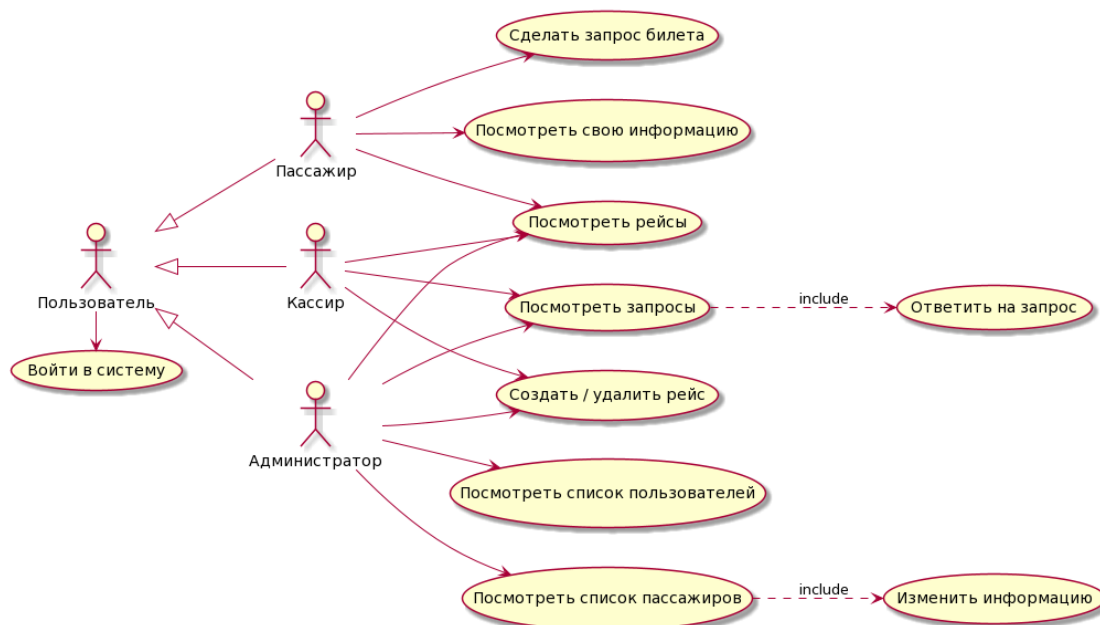 Сделать запрос билета
Посмотреть свою информацию
Пассажир
Посмотреть рейсы
Пользователь
Кассир
Посмотреть запросы
include
Ответить на запрос
Войти в систему
Создать / удалить рейс
Администратор
Посмотреть список пользователей
Посмотреть список пассажиров
include
Изменить информацию